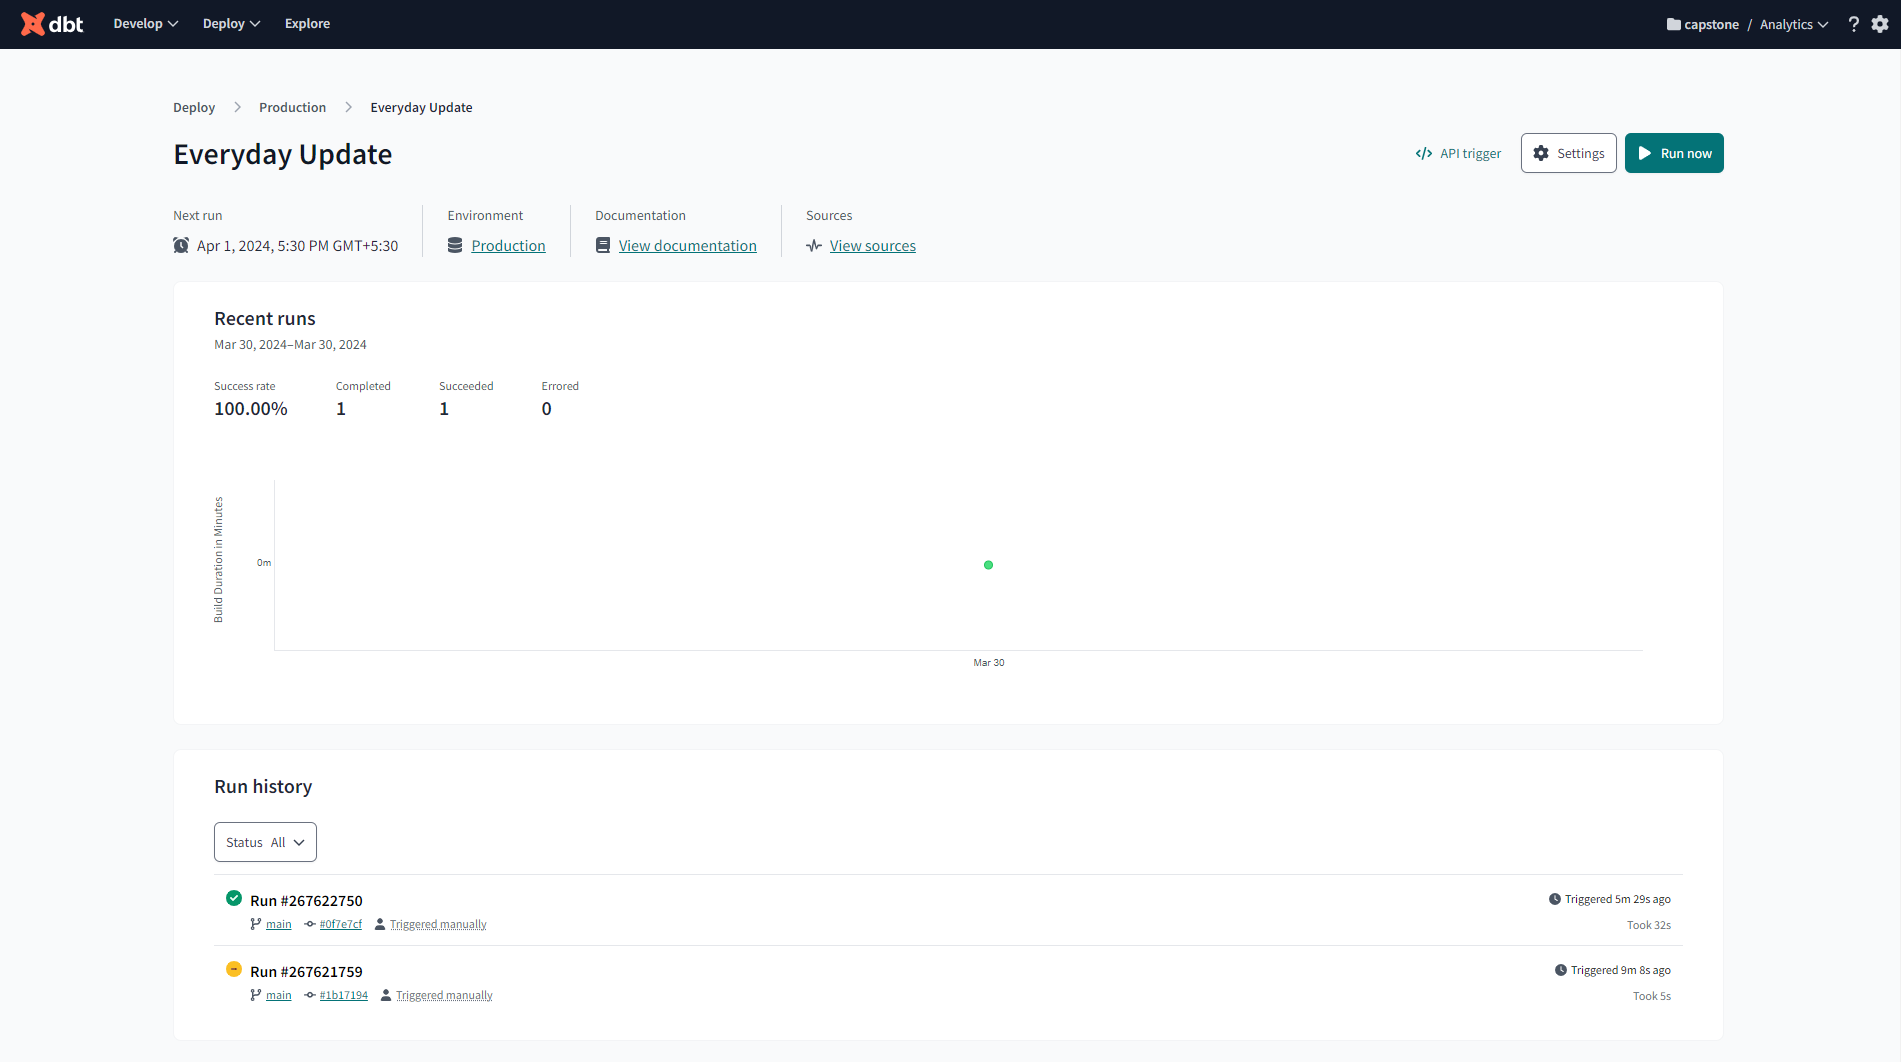 dbt
Develop
Deploy
Explore
capstone / Analytics
?
Deploy
Production
Everyday Update
Everyday Update
</> API trigger
Settings
Run now
Next run
Apr 1, 2024, 5:30 PM GMT+5:30
Environment
Production
Documentation
View documentation
Sources
View sources
Recent runs
Mar 30, 2024–Mar 30, 2024
Success rate
100.00%
Completed
1
Succeeded
1
Errored
0
Build Duration in Minutes
0m
Mar 30
Run history
Status All
Run #267622750
Triggered 5m 29s ago
main #0f7e7cf Triggered manually
Took 32s
Run #267621759
Triggered 9m 8s ago
main #1b17194 Triggered manually
Took 5s